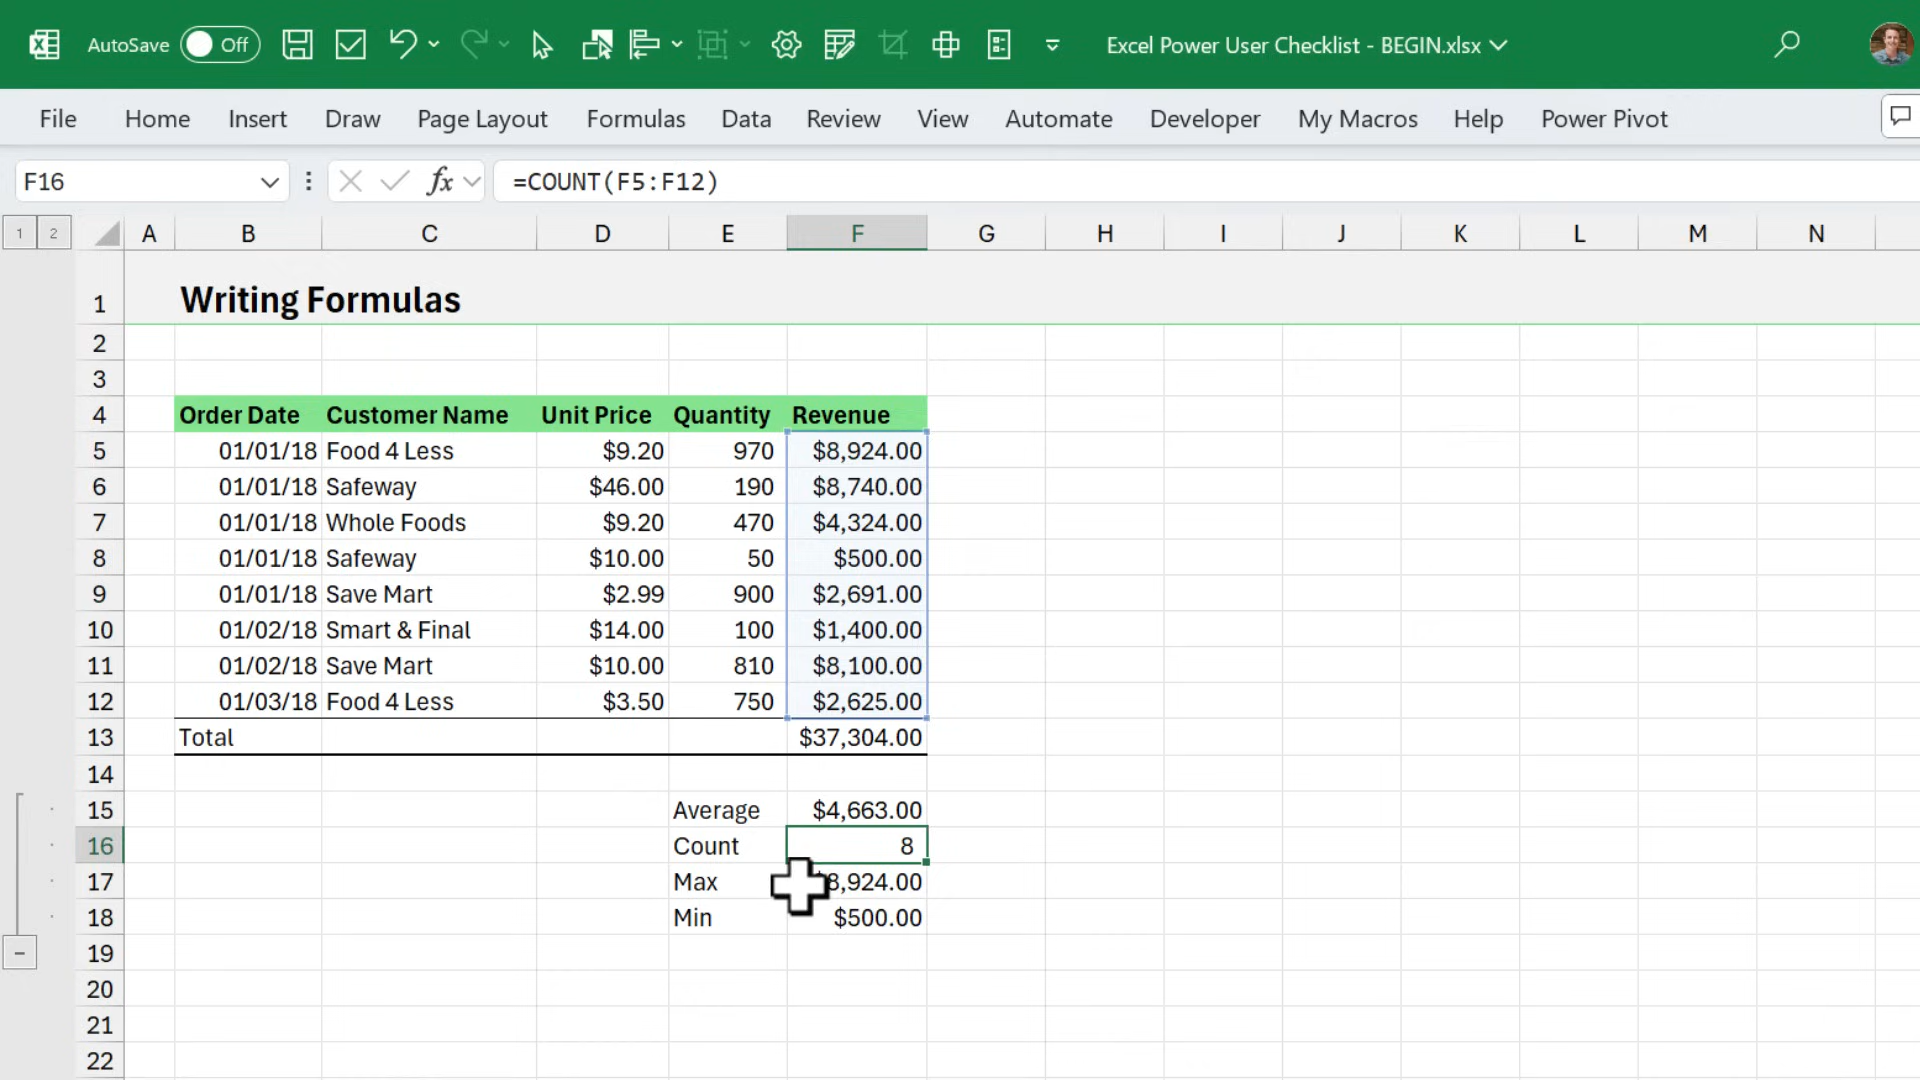 AutoSave Off Excel Power User Checklist - BEGIN.xlsx
File Home Insert Draw Page Layout Formulas Data Review View Automate Developer My Macros Help Power Pivot
F16 fx =COUNT(F5:F12)
1 2 A B C D E F G H I J K L M N
1 Writing Formulas
2
3
4 Order Date Customer Name Unit Price Quantity Revenue
5 01/01/18 Food 4 Less $9.20 970 $8,924.00
6 01/01/18 Safeway $46.00 190 $8,740.00
7 01/01/18 Whole Foods $9.20 470 $4,324.00
8 01/01/18 Safeway $10.00 50 $500.00
9 01/01/18 Save Mart $2.99 900 $2,691.00
10 01/02/18 Smart & Final $14.00 100 $1,400.00
11 01/02/18 Save Mart $10.00 810 $8,100.00
12 01/03/18 Food 4 Less $3.50 750 $2,625.00
13 Total $37,304.00
14
15 Average $4,663.00
16 Count 8
17 Max 8,924.00
18 Min $500.00
19
20
21
22